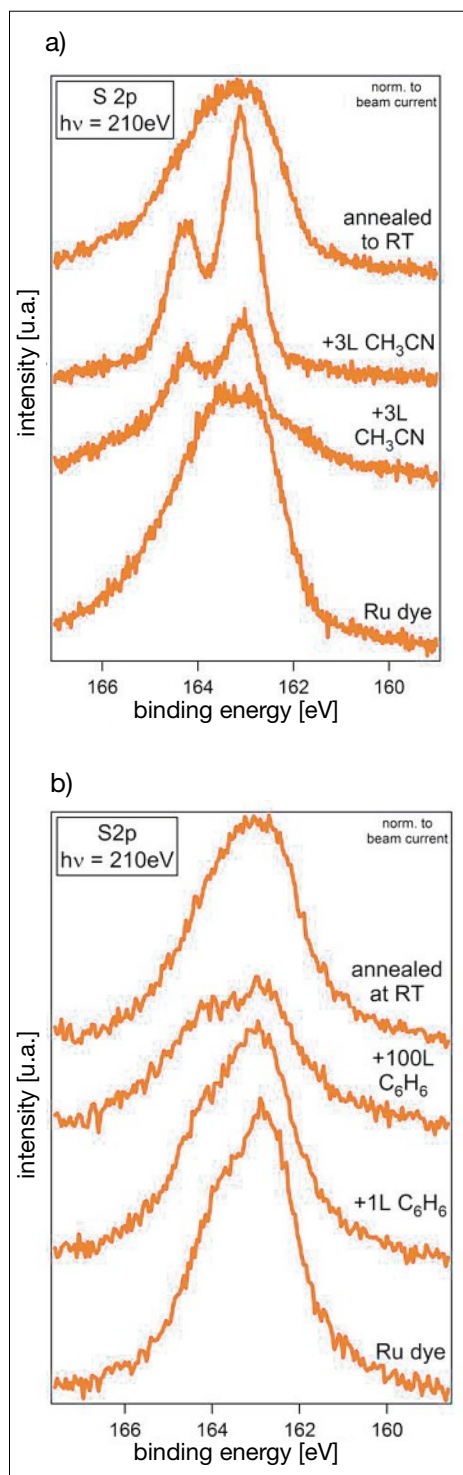 a)
S 2p
hν = 210eV
norm. to
beam current
annealed
to RT
+3L CH₃CN
+3L
CH₃CN
Ru dye
intensity [u.a.]
166 164 162 160
binding energy [eV]
b)
S2p
hν = 210eV
norm. to
beam current
annealed
at RT
+100L
C₆H₆
+1L C₆H₆
Ru dye
intensity [u.a.]
166 164 162 160
binding energy [eV]